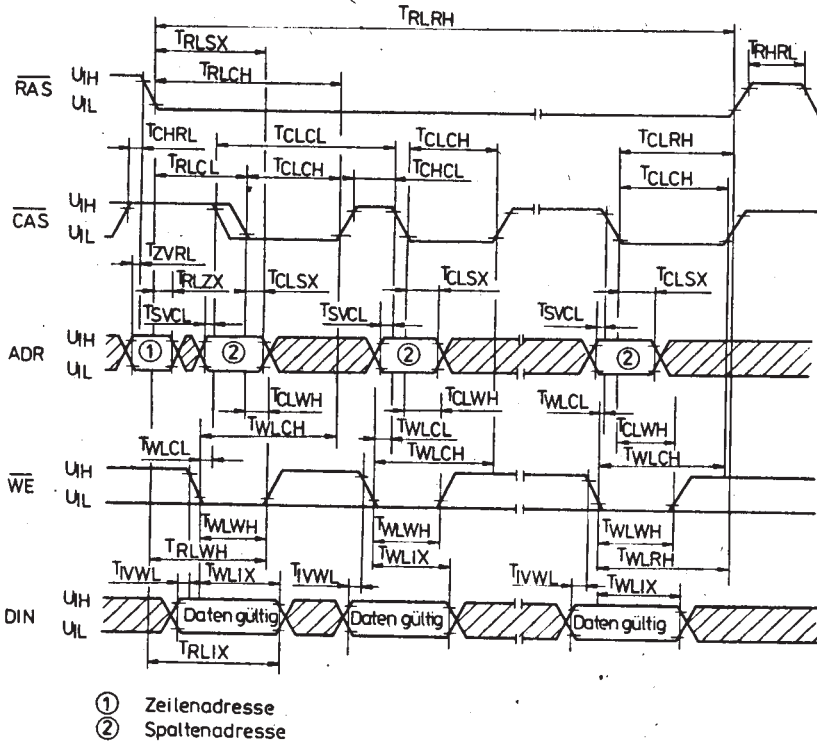 TRLRH
TRLSX
TRHRL
RAS UIH
TRLCH
UIL
TCHRL TCLCL TCLCH TCLRH
TRLCL TCLCH TCHCL TCLCH
CAS UIH
UIL
TZVRL
TRLZX TCLSX TCLSX TCLSX
TSVCL TSVCL TSVCL
ADR UIH
① ② ② ②
UIL
TCLWH TCLWH TWLCL
TWLCH TWLCL TCLWH
TWLCL TWLCH TWLCH
WE UIH
UIL
TWLWH TWLWH TWLWH
TRLWH TWLIX TWLRH
TIVWL TWLIX TIVWL TIVWL TWLIX
DIN UIH
Daten gültig Daten gültig Daten gültig
UIL
TRLIX
① Zeilenadresse
② Spaltenadresse